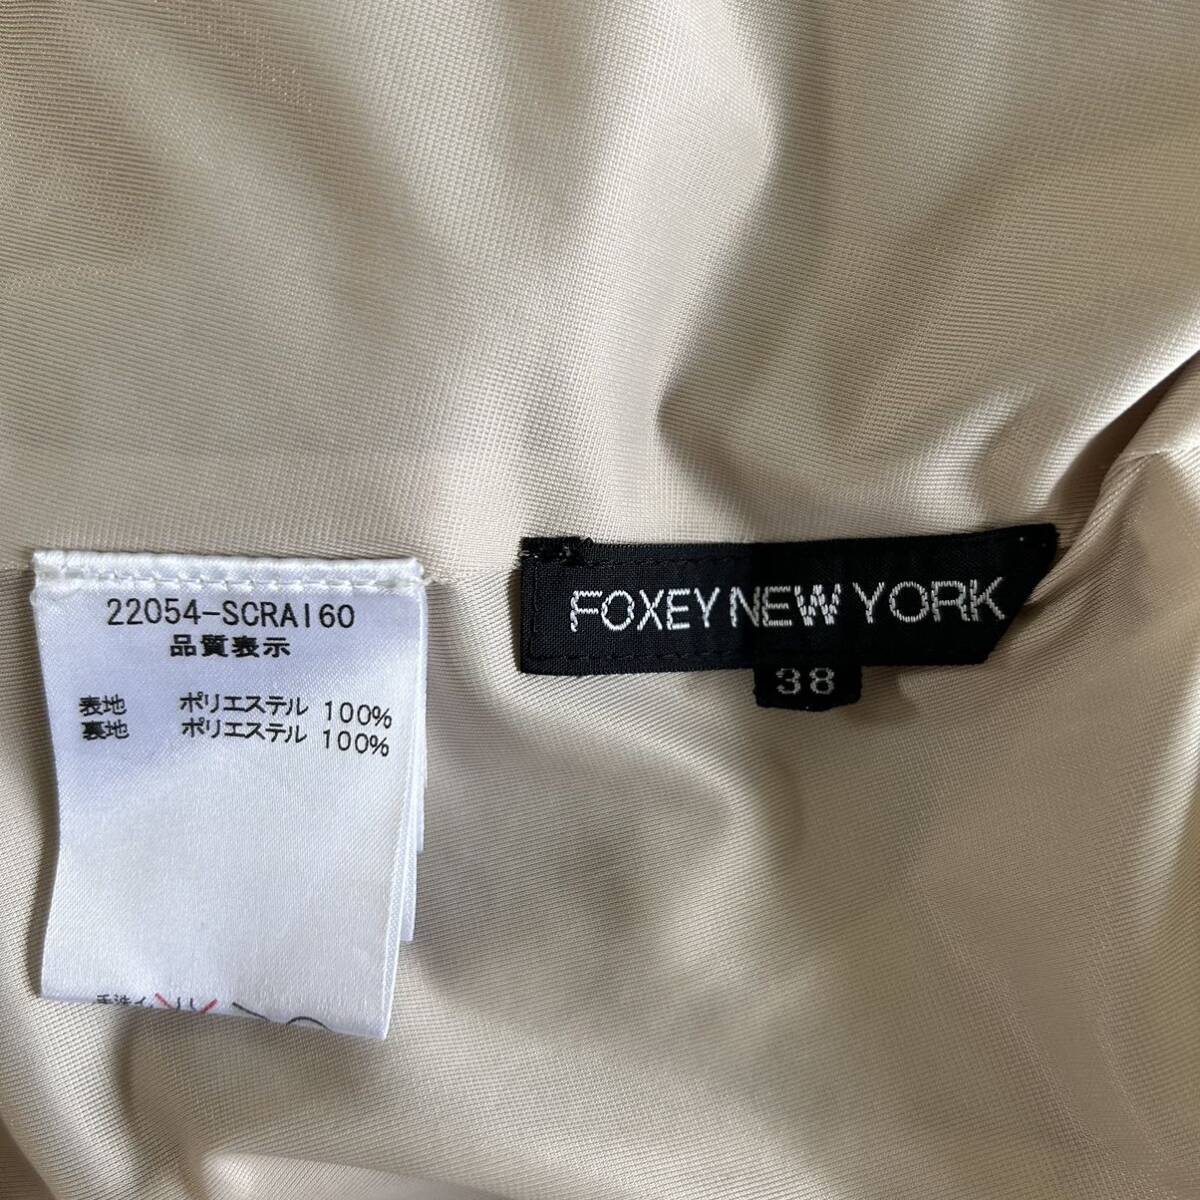 22054-SCRAI60
品質表示
表地 ポリエステル 100%
裏地 ポリエステル 100%
FOXEY NEW YORK
38